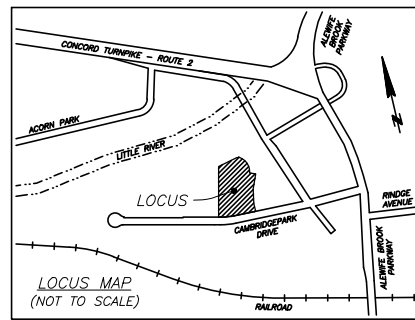 CONCORD TURNPIKE - ROUTE 2
ALEWIFE BROOK
PARKWAY
ACORN PARK
LITTLE RIVER
LOCUS
RINDGE
AVENUE
CAMBRIDGEPARK
DRIVE
ALEWIFE BROOK
PARKWAY
LOCUS MAP
(NOT TO SCALE)
RAILROAD